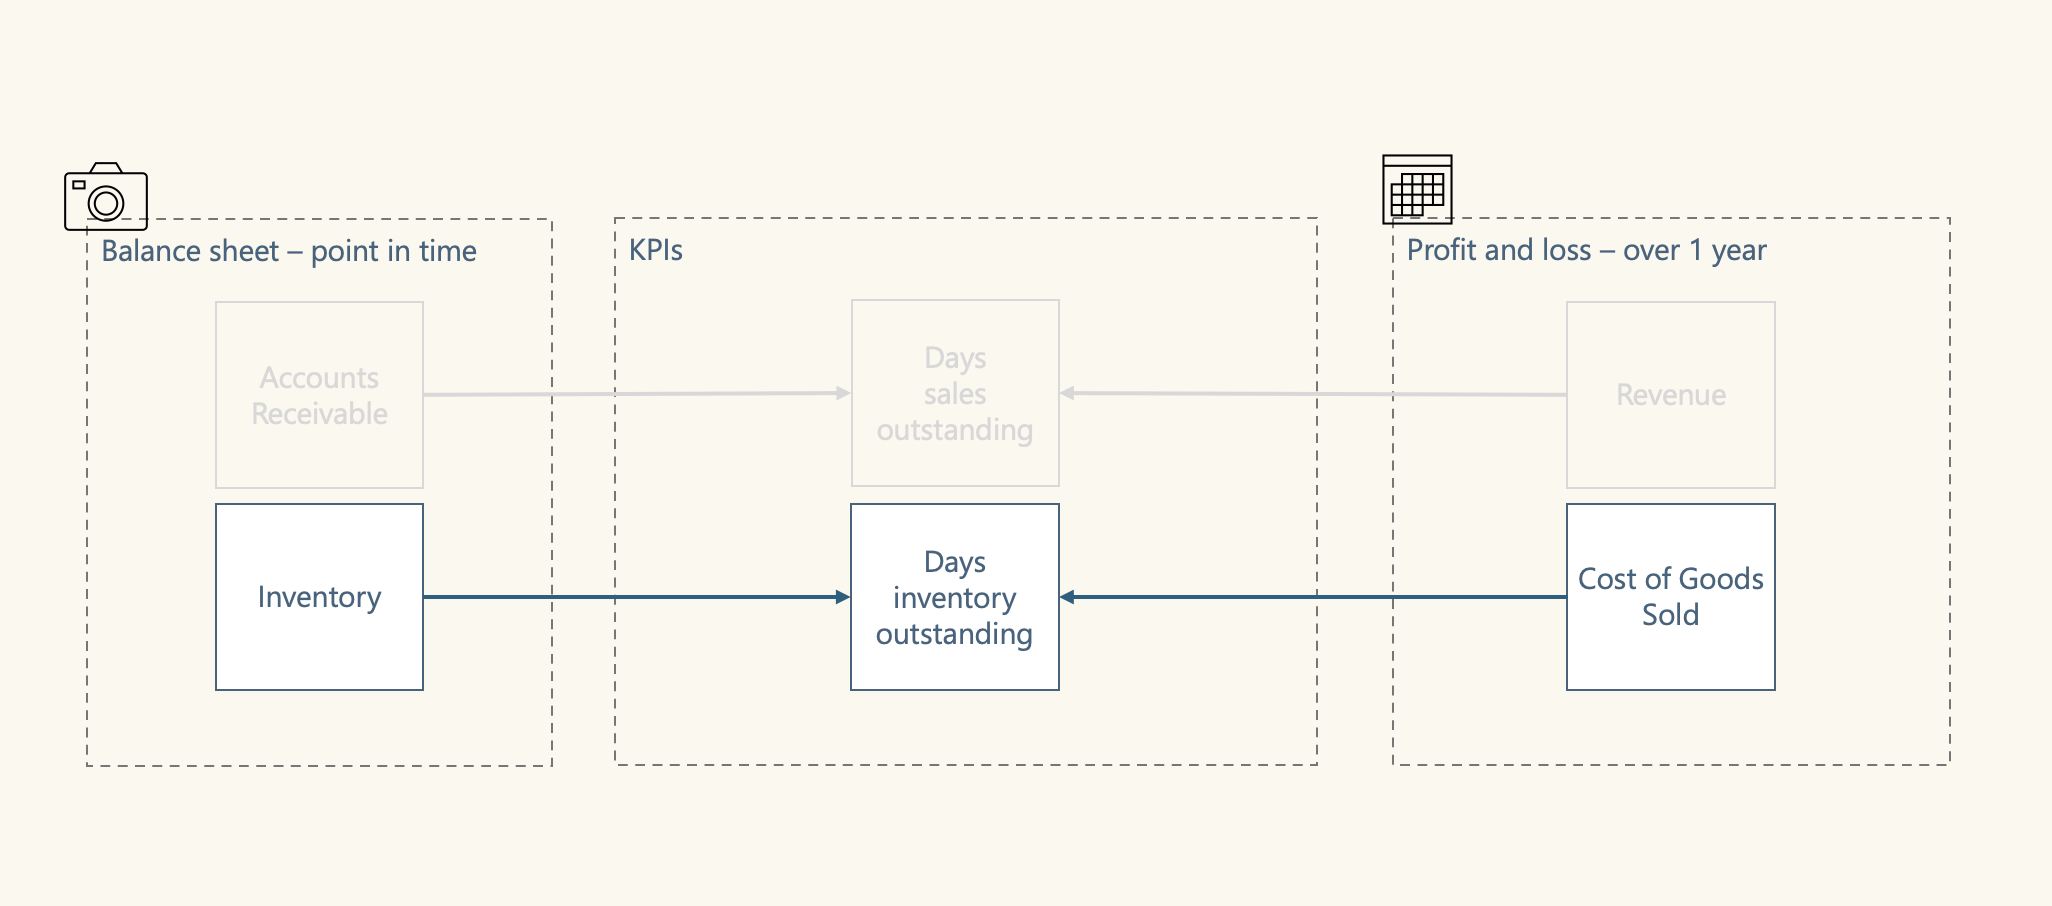 Balance sheet – point in time
KPIs
Profit and loss – over 1 year
Accounts
Receivable
Days
sales
outstanding
Revenue
Inventory
Days
inventory
outstanding
Cost of Goods
Sold